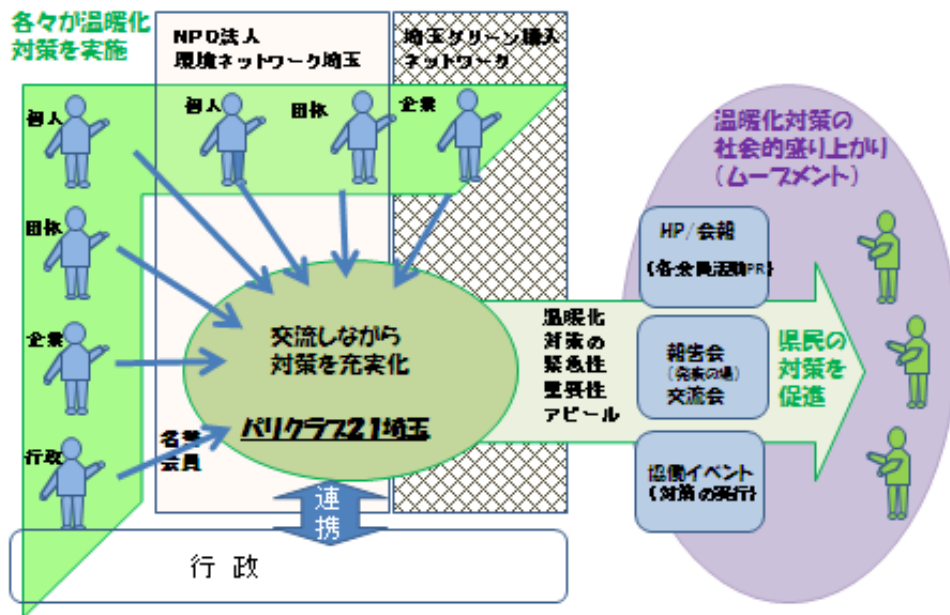 各々が温暖化
対策を実施
NPO法人
環境ネットワーク埼玉
埼玉グリーン購入
ネットワーク
個人
団体
企業
行政
個人
団体
企業
交流しながら
対策を充実化
パリクラブ21埼玉
名誉
会員
連携
行政
温暖化
対策の
緊急性
重要性
アピール
温暖化対策の
社会的盛り上がり
(ムーブメント)
HP/会報
(各会員活動PR)
報告会
(発表の場)
交流会
協働イベント
(対策の実行)
県民の
対策を
促進